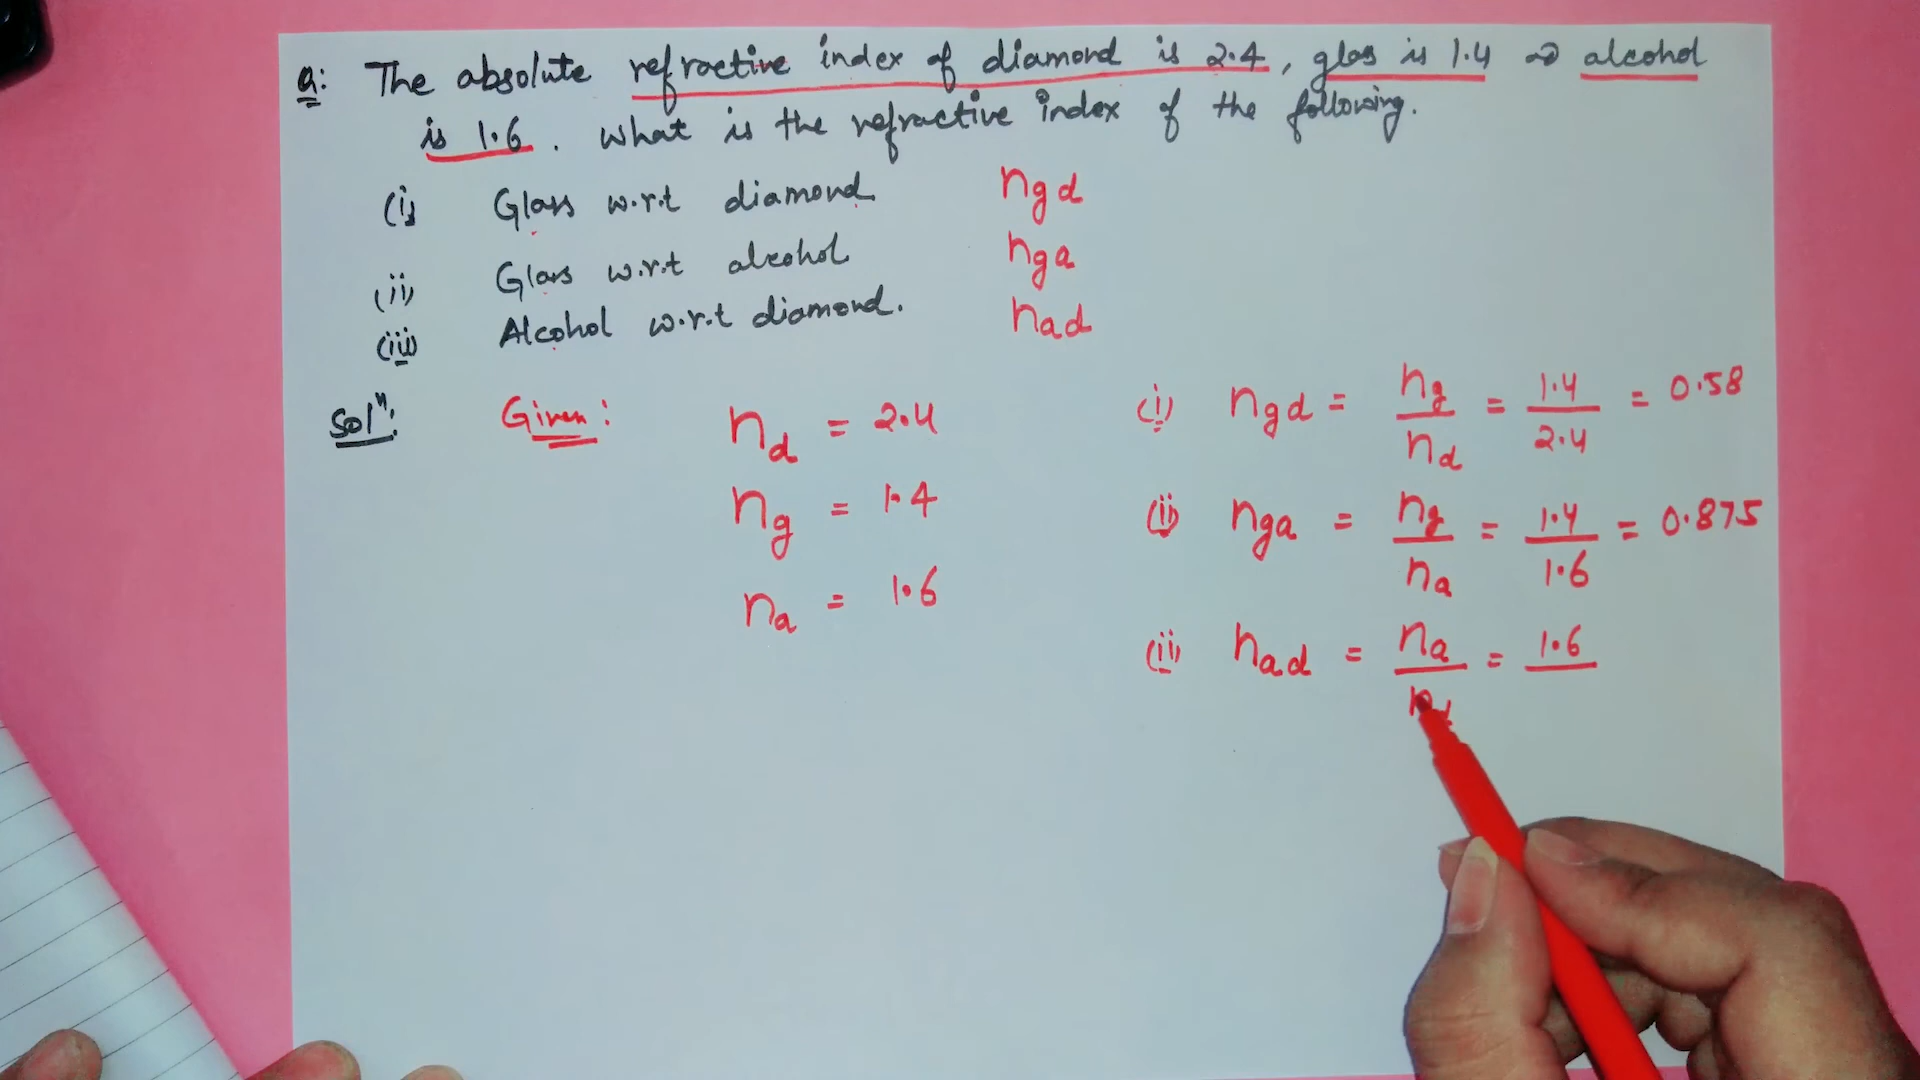 Q: The absolute refractive index of diamond is 2.4, glas is 1.4 & alcohol
is 1.6. What is the refractive index of the following.
(i) Glass w.r.t diamond ngd
(ii) Glass w.r.t alcohol nga
(iii) Alcohol w.r.t diamond. nad
Solⁿ: Given: nd = 2.4
ng = 1.4
na = 1.6
(i) ngd = ng/nd = 1.4/2.4 = 0.58
(ii) nga = ng/na = 1.4/1.6 = 0.875
(ii) nad = na/nd = 1.6